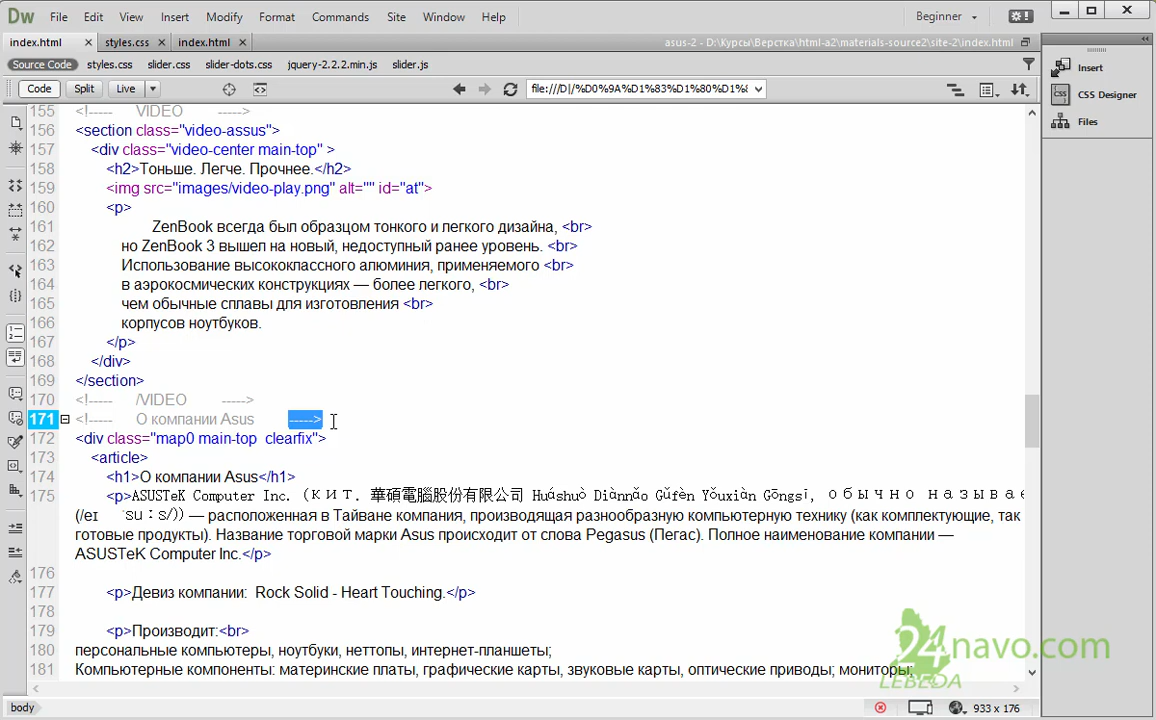 Dw File Edit View Insert Modify Format Commands Site Window Help Beginner
index.html styles.css index.html asus-2 - D:\Курсы\Верстка\html-a2\materials-source2\site-2\index.html
Source Code styles.css slider.css slider-dots.css jquery-2.2.2.min.js slider.js
Code Split Live file:///D|/%D0%9A%D1%83%D1%80%D1%8
Insert
CSS Designer
Files
155 <!----- VIDEO ----->
156 <section class="video-assus">
157 <div class="video-center main-top" >
158 <h2>Тоньше. Легче. Прочнее.</h2>
159 <img src="images/video-play.png" alt="" id="at">
160 <p>
161 ZenBook всегда был образцом тонкого и легкого дизайна, <br>
162 но ZenBook 3 вышел на новый, недоступный ранее уровень. <br>
163 Использование высококлассного алюминия, применяемого <br>
164 в аэрокосмических конструкциях — более легкого, <br>
165 чем обычные сплавы для изготовления <br>
166 корпусов ноутбуков.
167 </p>
168 </div>
169 </section>
170 <!----- /VIDEO ----->
171 <!----- О компании Asus ----->
172 <div class="map0 main-top  clearfix">
173 <article>
174 <h1>О компании Asus</h1>
175 <p>ASUSTeK Computer Inc. (кит. 華碩電腦股份有限公司 Huáshuò Diànnǎo Gǔfèn Yǒuxiàn Gōngsī, обычно называе
(/eɪ ˈsuːs/)) — расположенная в Тайване компания, производящая разнообразную компьютерную технику (как комплектующие, так
готовые продукты). Название торговой марки Asus происходит от слова Pegasus (Пегас). Полное наименование компании —
ASUSTeK Computer Inc.</p>
176
177 <p>Девиз компании:  Rock Solid - Heart Touching.</p>
178
179 <p>Производит:<br>
180 персональные компьютеры, ноутбуки, неттопы, интернет-планшеты;
181 Компьютерные компоненты: материнские платы, графические карты, звуковые карты, оптические приводы; мониторы;
24navo.com
LEBEDA
body 933 x 176